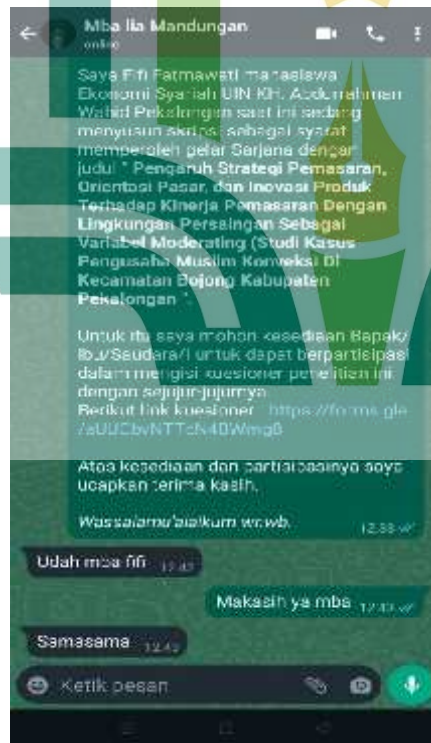 Mba lia Mandungan
online
Saya Fifi Fatmawati mahasiswa
Ekonomi Syariah UIN KH. Abdurrahman
Wahid Pekalongan saat ini sedang
menyusun skripsi sebagai syarat
memperoleh gelar Sarjana dengan
judul " Pengaruh Strategi Pemasaran,
Orientasi Pasar, dan Inovasi Produk
Terhadap Kinerja Pemasaran Dengan
Lingkungan Persaingan Sebagai
Variabel Moderating (Studi Kasus
Pengusaha Muslim Konveksi Di
Kecamatan Bojong Kabupaten
Pekalongan ".
Untuk itu saya mohon kesediaan Bapak/
Ibu/Saudara/I untuk dapat berpartisipasi
dalam mengisi kuesioner penelitian ini
dengan sejujur-jujurnya.
Berikut link kuesioner : https://forms.gle
Atas kesediaan dan partisipasinya saya
ucapkan terima kasih.
Wassalamu'alaikum wr.wb.
Udah mba fifi
Makasih ya mba
Samasama
Ketik pesan